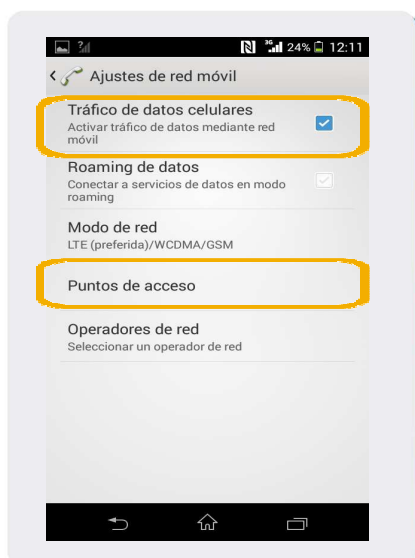 3G 24% 12:11
Ajustes de red móvil
Tráfico de datos celulares
Activar tráfico de datos mediante red
móvil
Roaming de datos
Conectar a servicios de datos en modo
roaming
Modo de red
LTE (preferida)/WCDMA/GSM
Puntos de acceso
Operadores de red
Seleccionar un operador de red